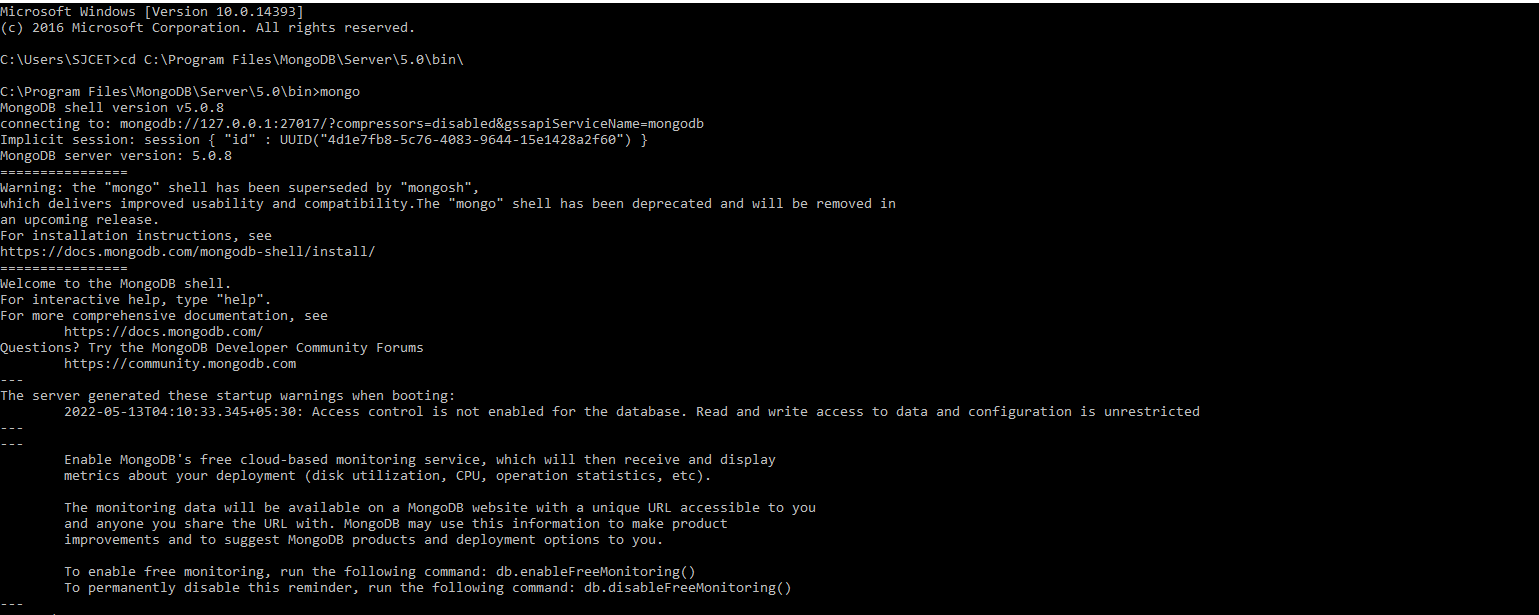 Microsoft Windows [Version 10.0.14393]
(c) 2016 Microsoft Corporation. All rights reserved.
C:\Users\SJCET>cd C:\Program Files\MongoDB\Server\5.0\bin\
C:\Program Files\MongoDB\Server\5.0\bin>mongo
MongoDB shell version v5.0.8
connecting to: mongodb://127.0.0.1:27017/?compressors=disabled&gssapiServiceName=mongodb
Implicit session: session { "id" : UUID("4d1e7fb8-5c76-4083-9644-15e1428a2f60") }
MongoDB server version: 5.0.8
================
Warning: the "mongo" shell has been superseded by "mongosh",
which delivers improved usability and compatibility.The "mongo" shell has been deprecated and will be removed in
an upcoming release.
For installation instructions, see
https://docs.mongodb.com/mongodb-shell/install/
================
Welcome to the MongoDB shell.
For interactive help, type "help".
For more comprehensive documentation, see
https://docs.mongodb.com/
Questions? Try the MongoDB Developer Community Forums
https://community.mongodb.com
---
The server generated these startup warnings when booting:
2022-05-13T04:10:33.345+05:30: Access control is not enabled for the database. Read and write access to data and configuration is unrestricted
---
---
Enable MongoDB's free cloud-based monitoring service, which will then receive and display
metrics about your deployment (disk utilization, CPU, operation statistics, etc).
The monitoring data will be available on a MongoDB website with a unique URL accessible to you
and anyone you share the URL with. MongoDB may use this information to make product
improvements and to suggest MongoDB products and deployment options to you.
To enable free monitoring, run the following command: db.enableFreeMonitoring()
To permanently disable this reminder, run the following command: db.disableFreeMonitoring()
---